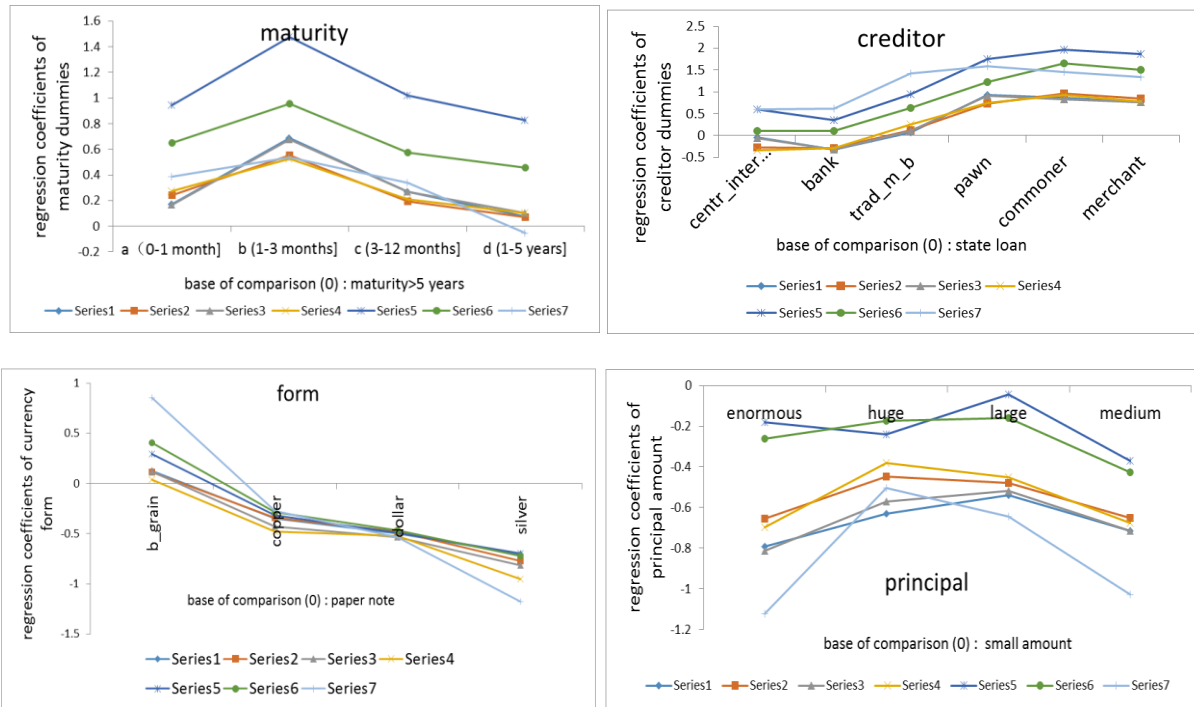 maturity
regression coefficients of
maturity dummies
1.6
1.4
1.2
1
0.8
0.6
0.4
0.2
0
-0.2
a（0-1 month] b (1-3 months] c (3-12 months] d (1-5 years]
base of comparison (0) : maturity>5 years
Series1 Series2 Series3 Series4 Series5 Series6 Series7
creditor
regression coefficients of
creditor dummies
2.5
2
1.5
1
0.5
0
-0.5
centr_inter... bank trad_m_b pawn commoner merchant
base of comparison (0) : state loan
Series1 Series2 Series3 Series4
Series5 Series6 Series7
form
regression coefficients of currency
form
1
0.5
0
-0.5
-1
-1.5
b_grain copper dollar silver
base of comparison (0) : paper note
Series1 Series2 Series3 Series4
Series5 Series6 Series7
regression coefficients of
principal amount
0
-0.2
-0.4
-0.6
-0.8
-1
-1.2
enormous huge large medium
principal
base of comparison (0) : small amount
Series1 Series2 Series3 Series4 Series5 Series6 Series7